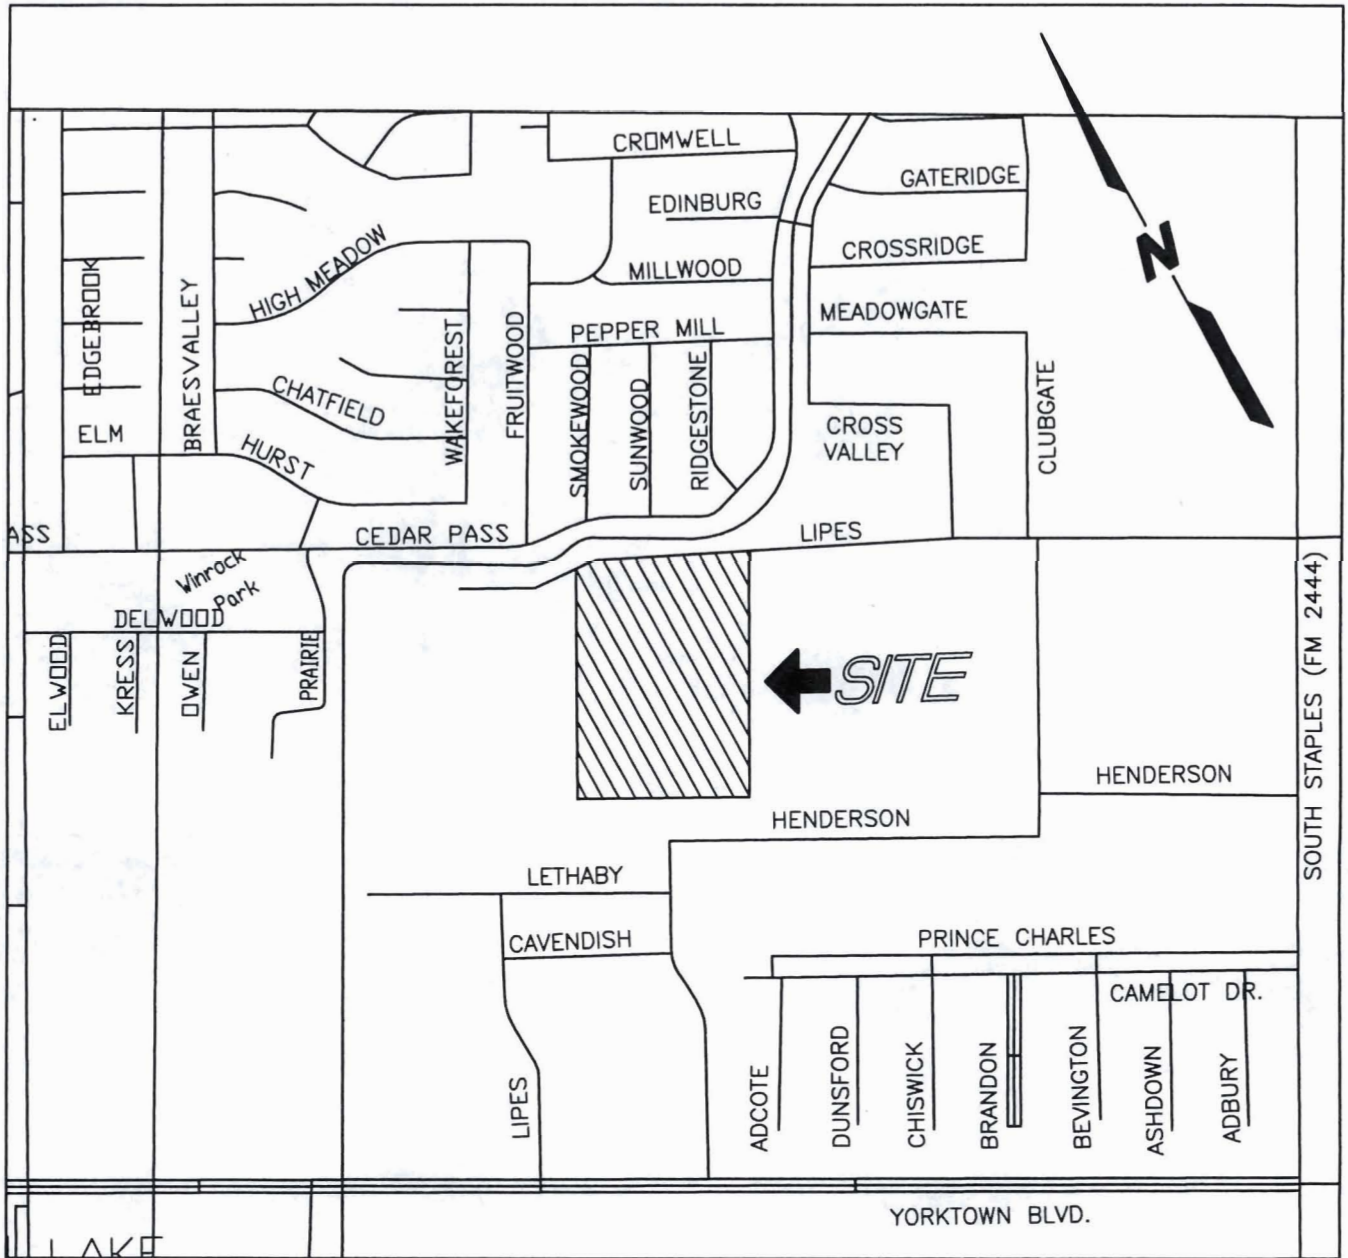 CROMWELL
GATERIDGE
EDINBURG
CROSSRIDGE
MILLWOOD
HIGH MEADOW
EDGEBROOK
BRAESVALLEY
MEADOWGATE
PEPPER MILL
WAKEFOREST
FRUITWOOD
SMOKEWOOD
SUNWOOD
RIDGESTONE
CLUBGATE
CHATFIELD
ELM
HURST
CROSS
VALLEY
N
ASS
CEDAR PASS
LIPES
Winrock
Park
DELWOOD
ELWOOD
KRESS
OWEN
PRAIRIE
SITE
SOUTH STAPLES (FM 2444)
HENDERSON
HENDERSON
LETHABY
CAVENDISH
PRINCE CHARLES
CAMELOT DR.
LIPES
ADCOTE
DUNSFORD
CHISWICK
BRANDON
BEVINGTON
ASHDOWN
ADBURY
YORKTOWN BLVD.
LAKE